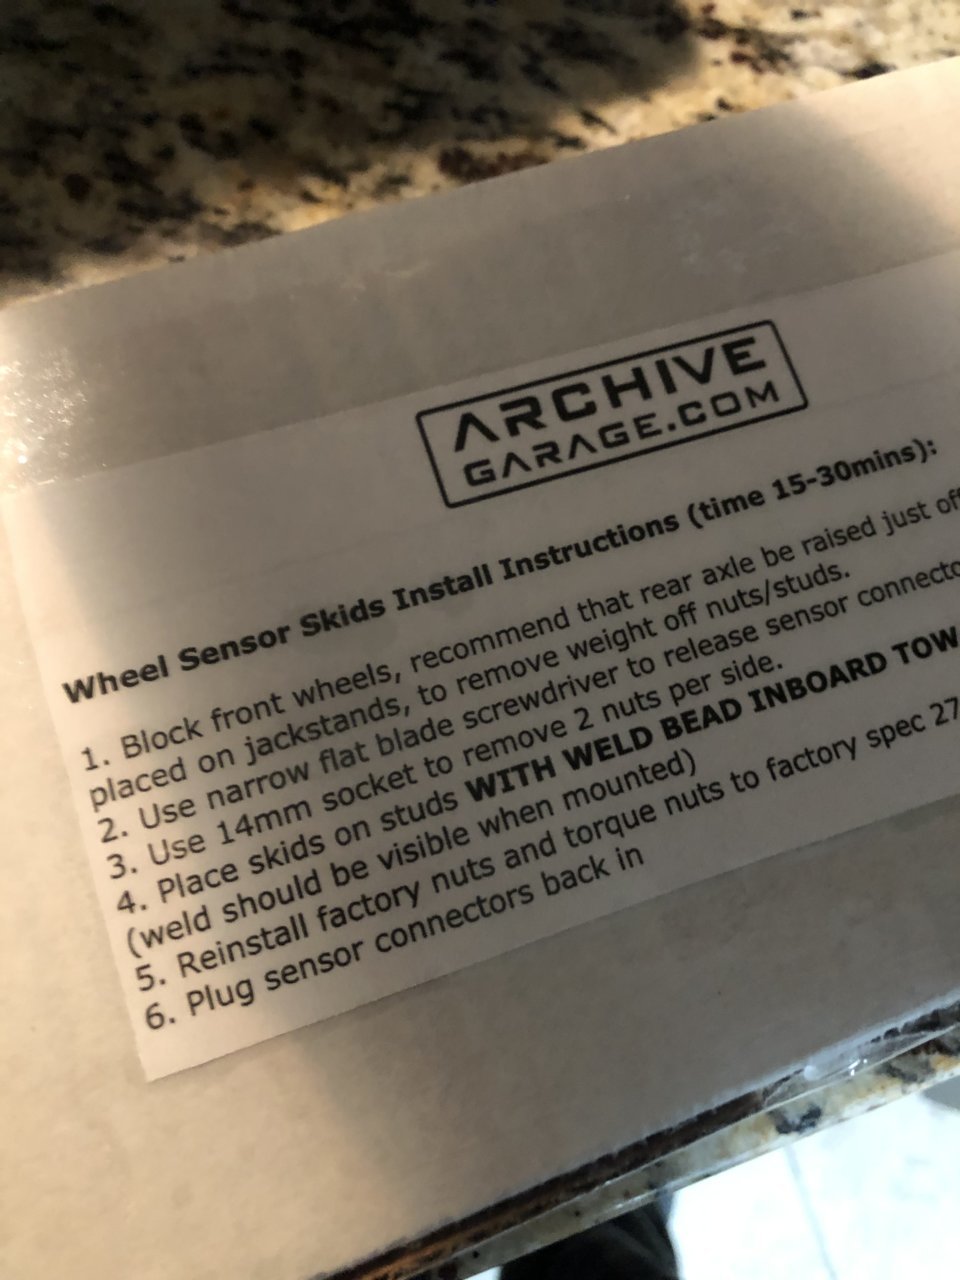 ARCHIVE
GARAGE.COM
Wheel Sensor Skids Install Instructions (time 15-30mins):
1. Block front wheels, recommend that rear axle be raised just
placed on jackstands, to remove weight off nuts/studs.
2. Use narrow flat blade screwdriver to release sensor
3. Use 14mm socket to remove 2 nuts per side.
4. Place skids on studs WITH WELD BEAD INBOARD
(weld should be visible when mounted)
5. Reinstall factory nuts and torque nuts to factory spec
6. Plug sensor connectors back in